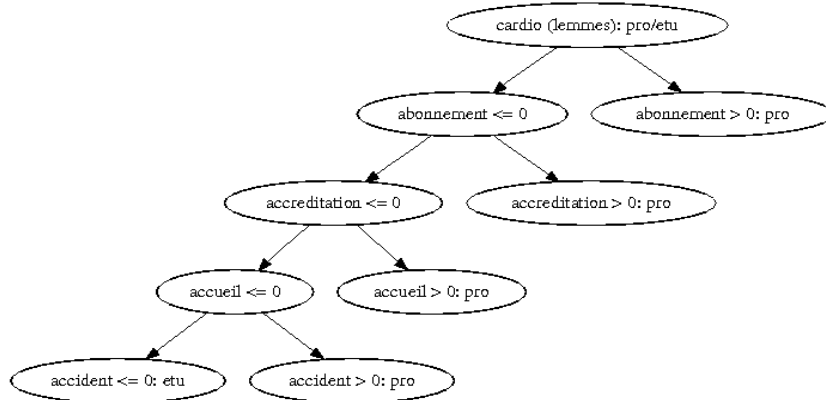 cardio (lemmes): pro/etu
abonnement <= 0
abonnement > 0: pro
accreditation <= 0
accreditation > 0: pro
accueil <= 0
accueil > 0: pro
accident <= 0: etu
accident > 0: pro